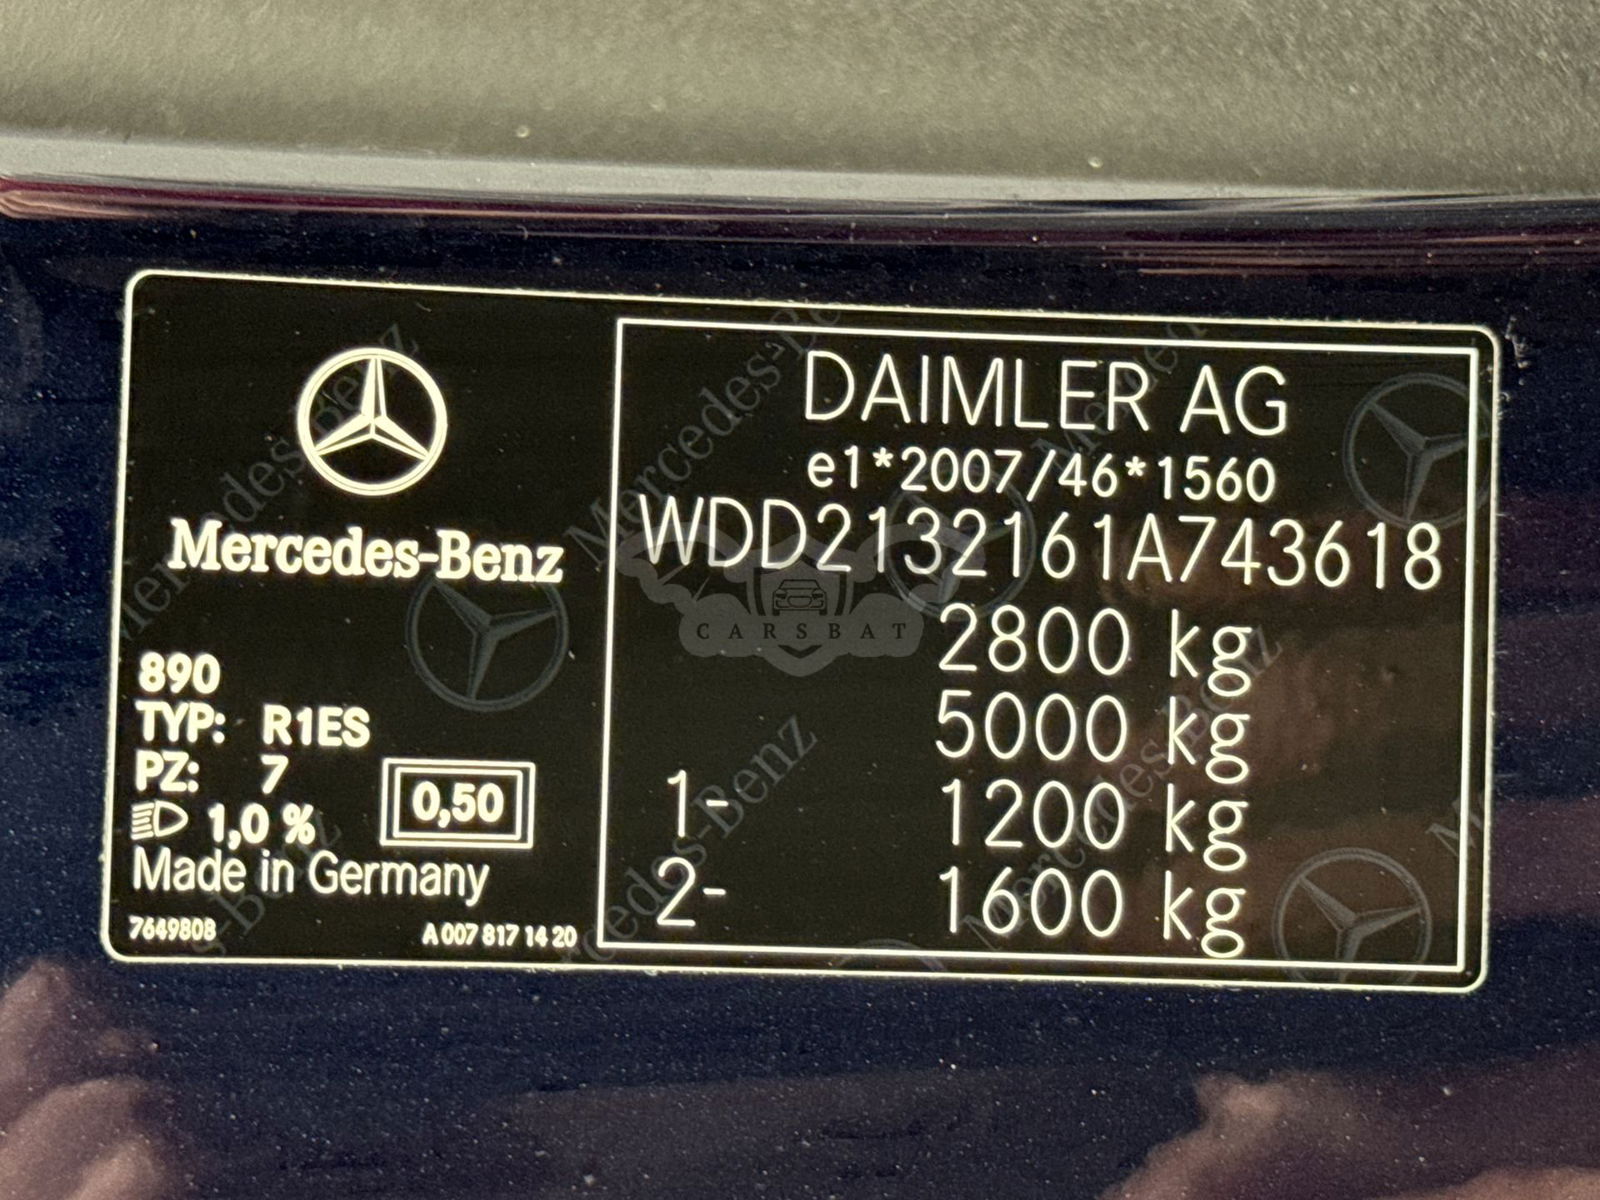 Mercedes-Benz
890
TYP: R1ES
PZ: 7
1,0 %
0,50
Made in Germany
7649808
A 007 817 14 20
DAIMLER AG
e1*2007/46*1560
WDD2132161A743618
2800 kg
5000 kg
1- 1200 kg
2- 1600 kg
CARSBAT